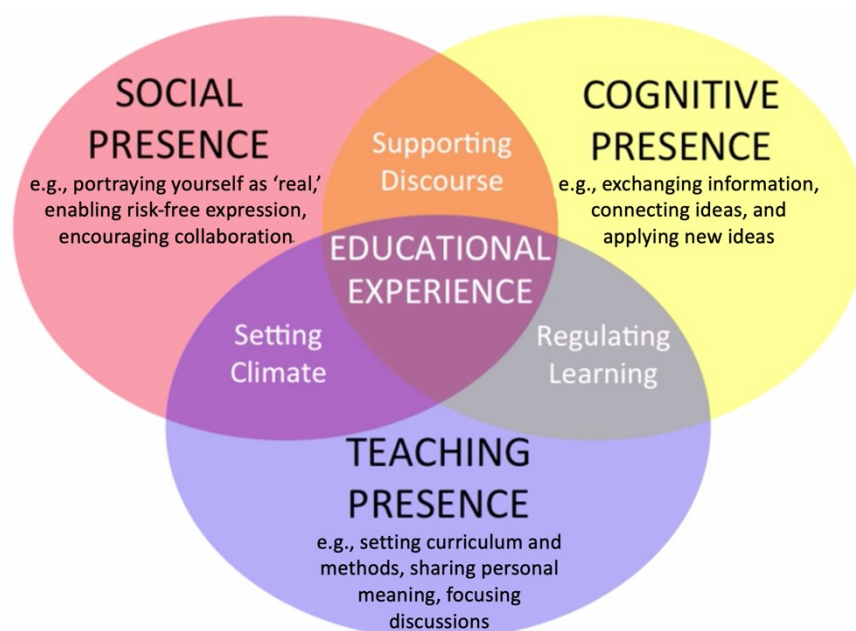 SOCIAL
PRESENCE
e.g., portraying yourself as ‘real,’
enabling risk-free expression,
encouraging collaboration.
COGNITIVE
PRESENCE
e.g., exchanging information,
connecting ideas, and
applying new ideas
Supporting
Discourse
EDUCATIONAL
EXPERIENCE
Setting
Climate
Regulating
Learning
TEACHING
PRESENCE
e.g., setting curriculum and
methods, sharing personal
meaning, focusing
discussions